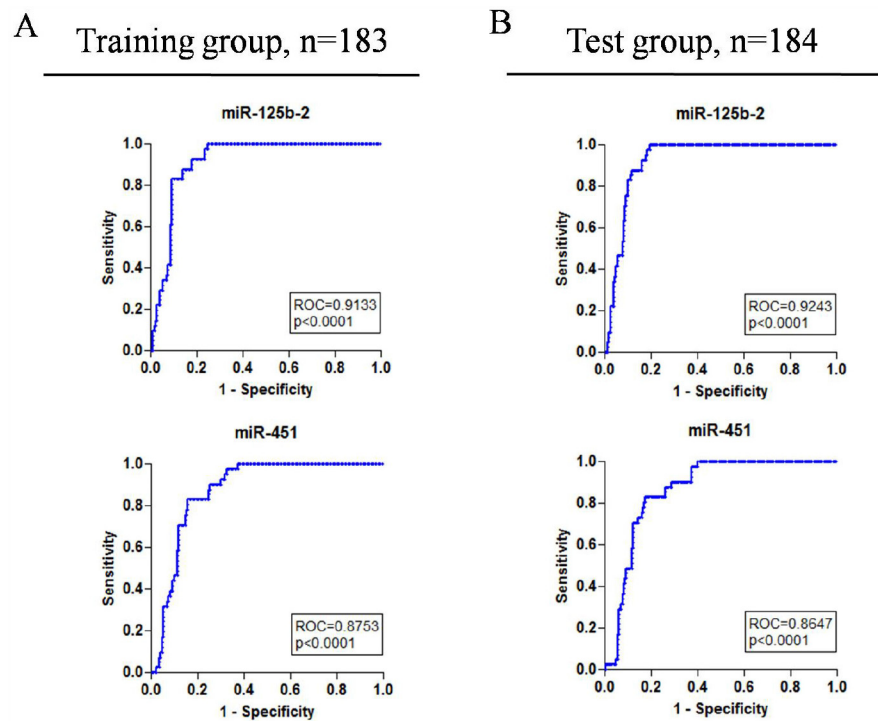 A
Training group, n=183
B
Test group, n=184
miR-125b-2
1.0
0.8
0.6
0.4
0.2
0.0
Sensitivity
ROC=0.9133
p<0.0001
0.0 0.2 0.4 0.6 0.8 1.0
1 - Specificity
miR-125b-2
1.0
0.8
0.6
0.4
0.2
0.0
Sensitivity
ROC=0.9243
p<0.0001
0.0 0.2 0.4 0.6 0.8 1.0
1 - Specificity
miR-451
1.0
0.8
0.6
0.4
0.2
0.0
Sensitivity
ROC=0.8753
p<0.0001
0.0 0.2 0.4 0.6 0.8 1.0
1 - Specificity
miR-451
1.0
0.8
0.6
0.4
0.2
0.0
Sensitivity
ROC=0.8647
p<0.0001
0.0 0.2 0.4 0.6 0.8 1.0
1 - Specificity